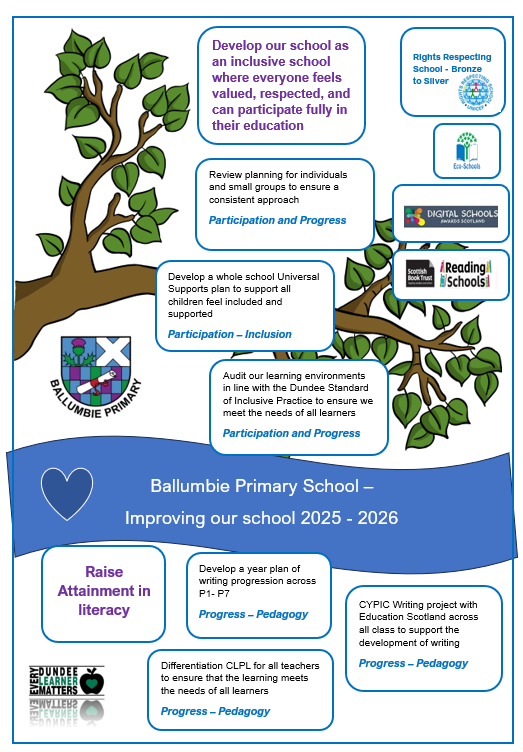 Develop our school as
an inclusive school
where everyone feels
valued, respected, and
can participate fully in
their education
Rights Respecting
School - Bronze
to Silver
RIGHTS RESPECTING SCHOOLS
UNICEF
Eco-Schools
Review planning for individuals
and small groups to ensure a
consistent approach
Participation and Progress
DIGITAL SCHOOLS
AWARDS SCOTLAND
Scottish
Book Trust
Reading
Schools
Develop a whole school Universal
Supports plan to support all
children feel included and
supported
Participation – Inclusion
BALLUMBIE PRIMARY
Audit our learning environments
in line with the Dundee Standard
of Inclusive Practice to ensure we
meet the needs of all learners
Participation and Progress
Ballumbie Primary School –
Improving our school 2025 - 2026
Raise
Attainment in
literacy
Develop a year plan of
writing progression across
P1- P7
Progress – Pedagogy
CYPIC Writing project with
Education Scotland across
all class to support the
development of writing
Progress – Pedagogy
EVERY
DUNDEE
LEARNER
MATTERS
Differentiation CLPL for all teachers
to ensure that the learning meets
the needs of all learners
Progress – Pedagogy